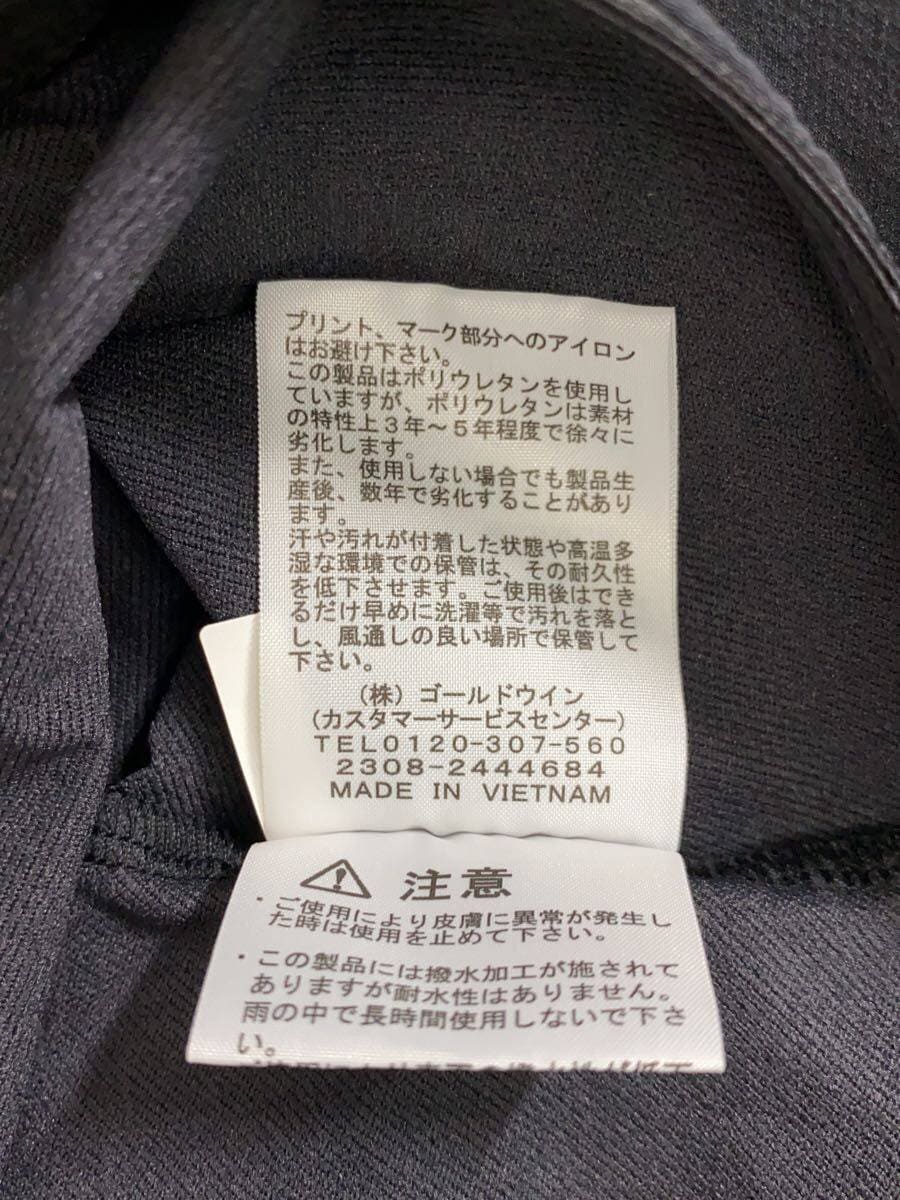 プリント、マーク部分へのアイロン
はお避け下さい。
この製品はポリウレタンを使用し
ていますが、ポリウレタンは素材
の特性上3年~5年程度で徐々に
劣化します。
また、使用しない場合でも製品生
産後、数年で劣化することがあり
ます。
汗や汚れが付着した状態や高温多
湿な環境での保管は、その耐久性
を低下させます。ご使用後はでき
るだけ早めに洗濯等で汚れを落と
し、風通しの良い場所で保管して
下さい。
(株)ゴールドウイン
(カスタマーサービスセンター)
TEL0120-307-560
2308-2444684
MADE IN VIETNAM
注意
・ご使用により皮膚に異常が発生し
た時は使用を止めて下さい。
・この製品には撥水加工が施されて
ありますが耐水性はありません。
雨の中で長時間使用しないで下さ
い。